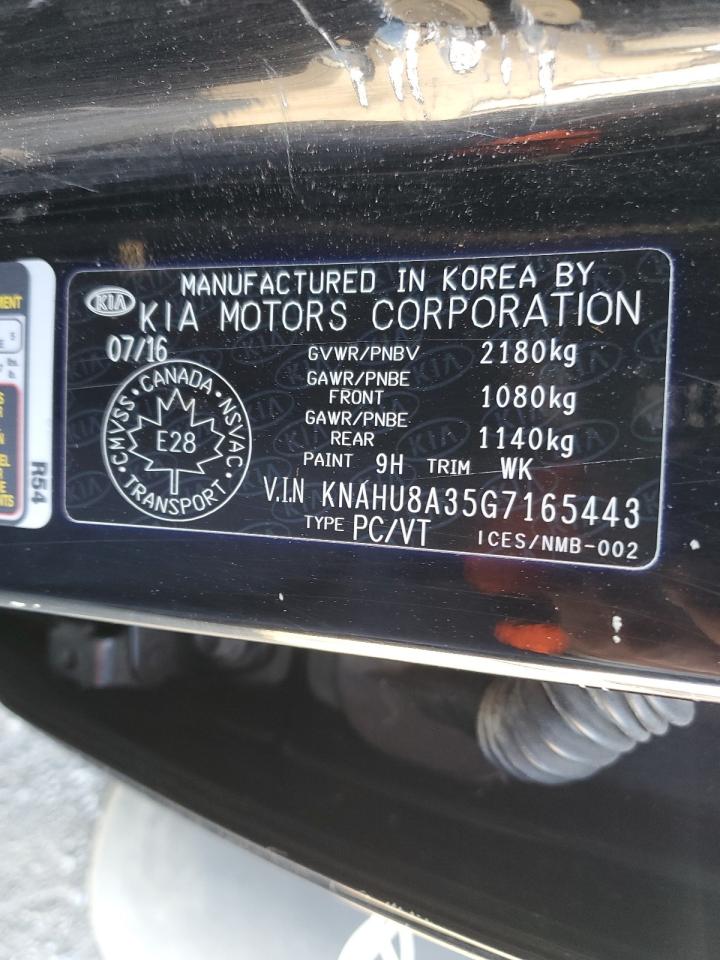 MANUFACTURED IN KOREA BY
KIA
KIA MOTORS CORPORATION
07/16
GVWR/PNBV 2180kg
GAWR/PNBE FRONT 1080kg
GAWR/PNBE REAR 1140kg
PAINT 9H TRIM WK
CANADA
CMVSS · NSVAC
E28
TRANSPORT
V.I.N KNAHU8A35G7165443
TYPE PC/VT ICES/NMB-002
R54